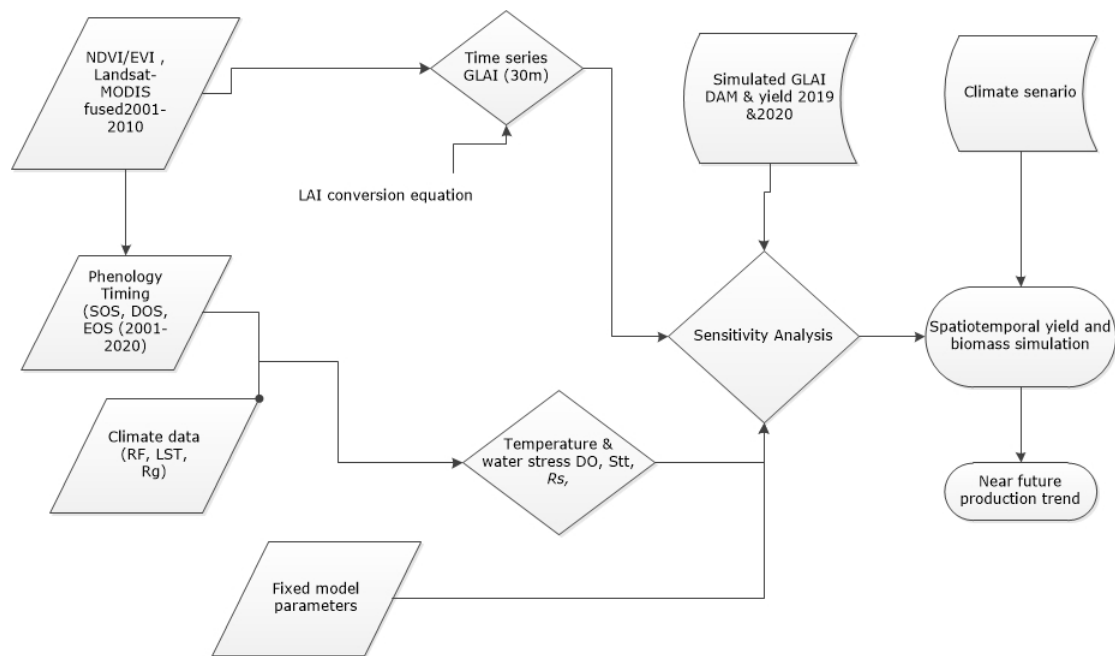 NDVI/EVI ,
Landsat-
MODIS
fused2001-
2010
Time series
GLAI (30m)
Simulated GLAI
DAM & yield 2019
&2020
Climate senario
LAI conversion equation
Phenology
Timing
(SOS, DOS,
EOS (2001-
2020)
Sensitivity Analysis
Spatiotemporal yield and
biomass simulation
Climate data
(RF, LST,
Rg)
Temperature &
water stress DO, Stt,
Rs,
Near future
production trend
Fixed model
parameters